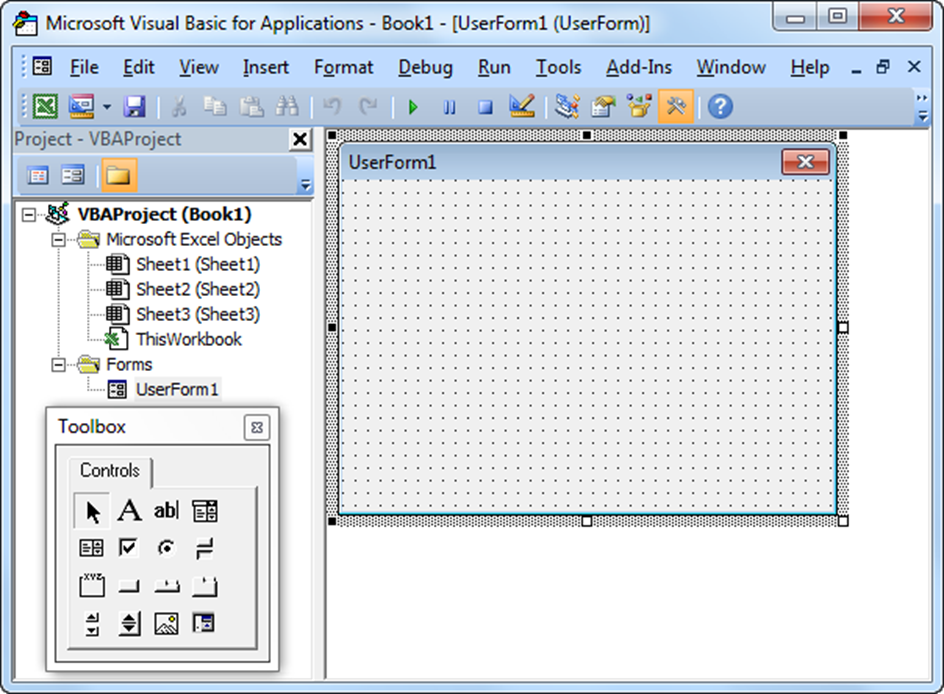 Microsoft Visual Basic for Applications - Book1 - [UserForm1 (UserForm)]
File Edit View Insert Format Debug Run Tools Add-Ins Window Help
Project - VBAProject
UserForm1
VBAProject (Book1)
Microsoft Excel Objects
Sheet1 (Sheet1)
Sheet2 (Sheet2)
Sheet3 (Sheet3)
ThisWorkbook
Forms
UserForm1
Toolbox
Controls
A ab|
xyz